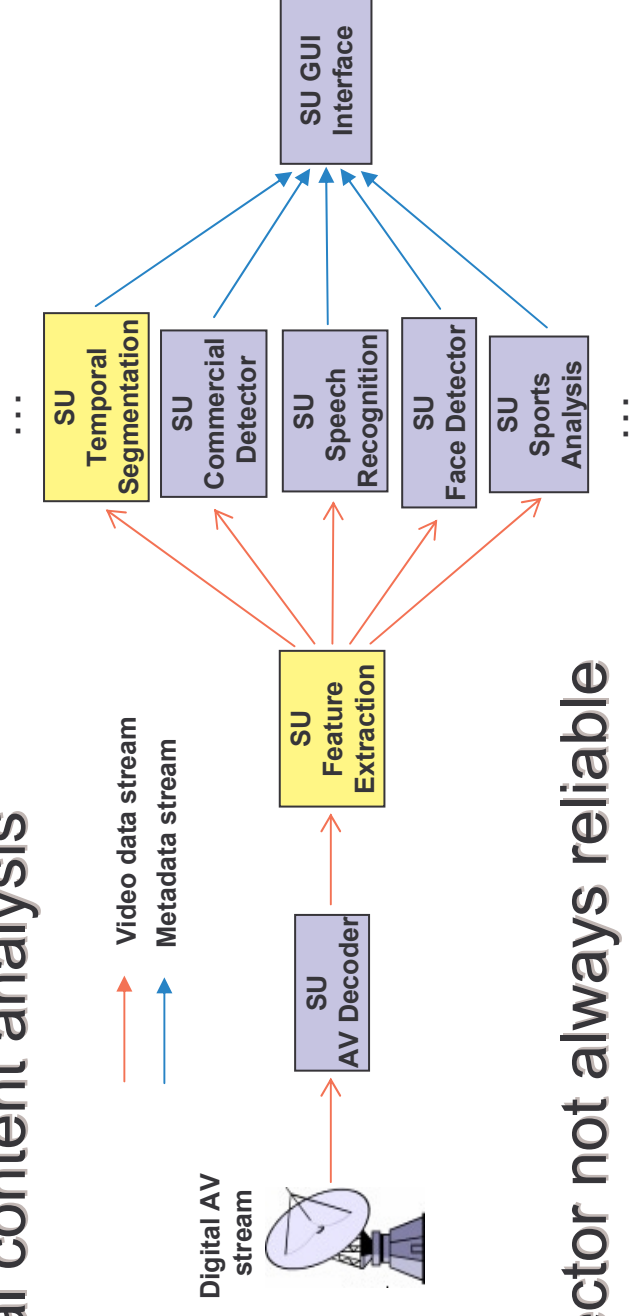 content analysis
Video data stream
Metadata stream
Digital AV
stream
SU
AV Decoder
SU
Feature
Extraction
...
SU
Temporal
Segmentation
SU
Commercial
Detector
SU
Speech
Recognition
SU
Face Detector
SU
Sports
Analysis
...
SU GUI
Interface
not always reliable